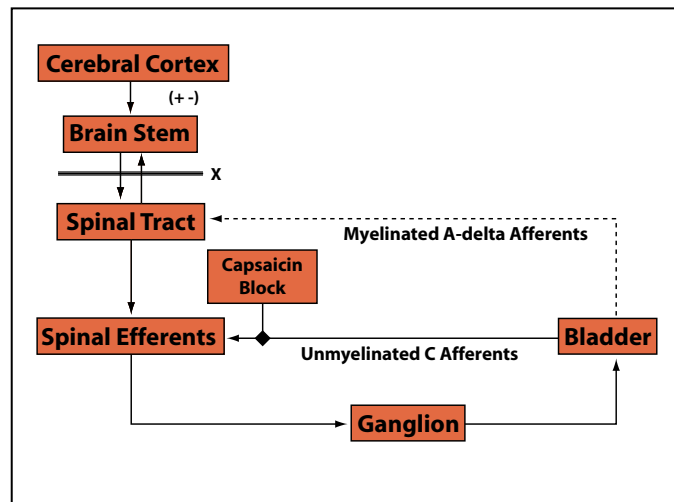 Cerebral Cortex
(+ -)
Brain Stem
X
Spinal Tract
Myelinated A-delta Afferents
Capsaicin
Block
Spinal Efferents
Unmyelinated C Afferents
Bladder
Ganglion